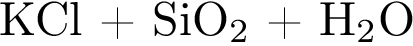 KCl + SiO₂ + H₂O